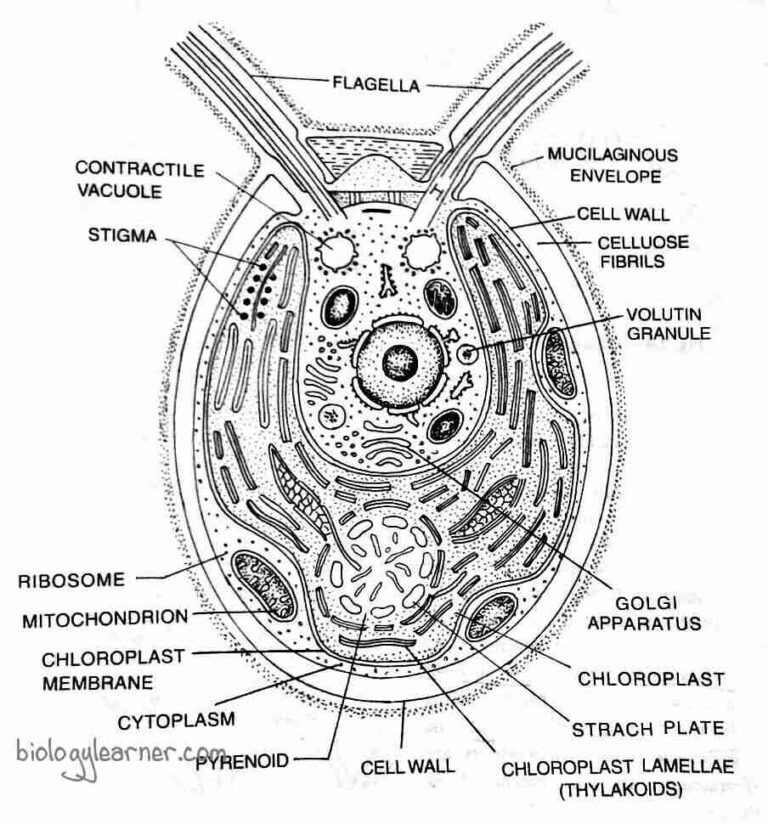 FLAGELLA
CONTRACTILE
VACUOLE
MUCILAGINOUS
ENVELOPE
STIGMA
CELL WALL
CELLUOSE
FIBRILS
VOLUTIN
GRANULE
RIBOSOME
MITOCHONDRION
GOLGI
APPARATUS
CHLOROPLAST
MEMBRANE
CHLOROPLAST
CYTOPLASM
STRACH PLATE
biologylearner.com
PYRENOID
CELL WALL
CHLOROPLAST LAMELLAE
(THYLAKOIDS)